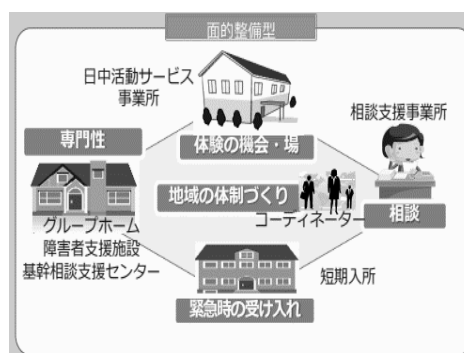 面的整備型
日中活動サービス
事業所
体験の機会・場
相談支援事業所
専門性
地域の体制づくり
コーディネーター
相談
グループホーム
障害者支援施設
基幹相談支援センター
短期入所
緊急時の受け入れ